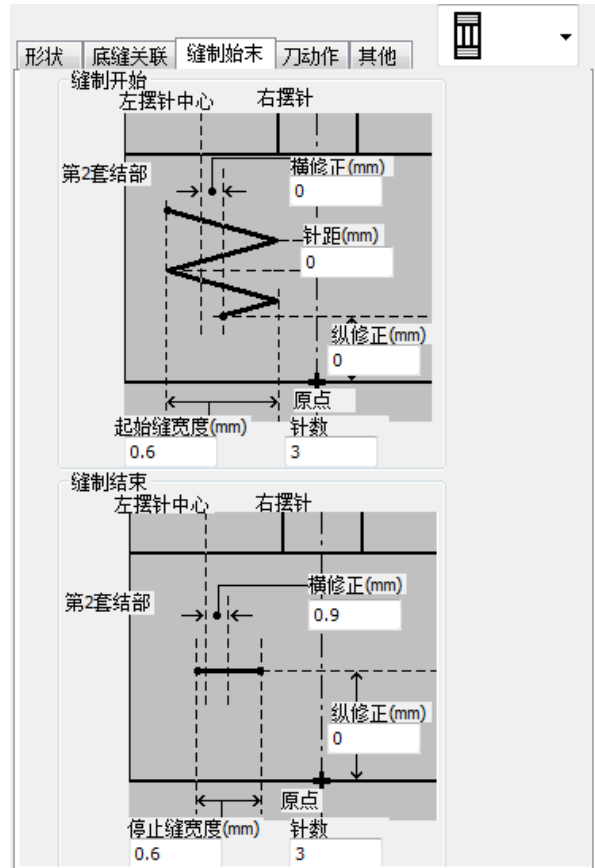 形状 底缝关联 缝制始末 刀动作 其他
缝制开始
左摆针中心 右摆针
第2套结部
横修正(mm)
0
针距(mm)
0
纵修正(mm)
0
原点
起始缝宽度(mm) 针数
0.6 3
缝制结束
左摆针中心 右摆针
第2套结部
横修正(mm)
0.9
纵修正(mm)
0
原点
停止缝宽度(mm) 针数
0.6 3